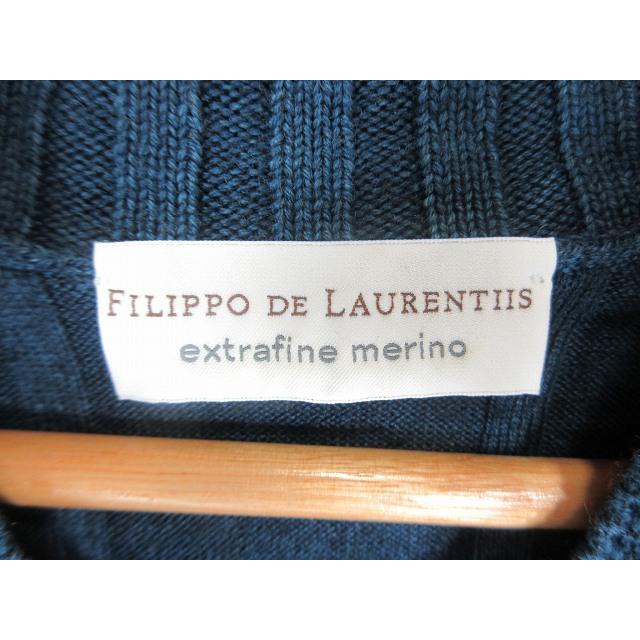 FILIPPO DE LAURENTIIS
extrafine merino